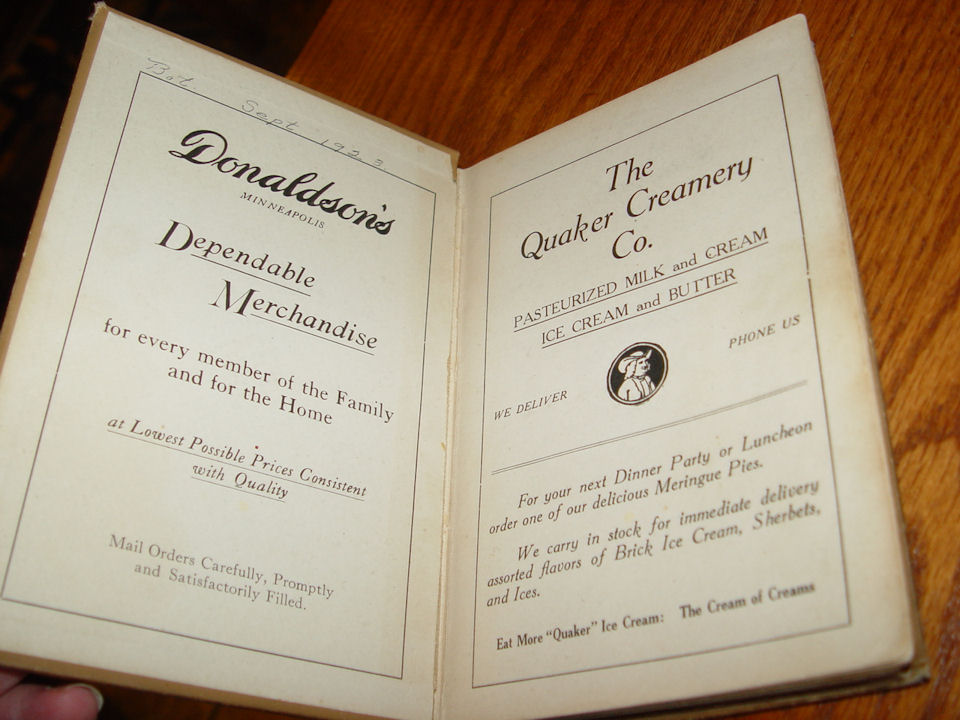 Bot Sept 1923.
Donaldson's
MINNEAPOLIS
Dependable
Merchandise
for every member of the Family
and for the Home
at Lowest Possible Prices Consistent
with Quality
Mail Orders Carefully, Promptly
and Satisfactorily Filled.
The
Quaker Creamery
Co.
PASTEURIZED MILK and CREAM
ICE CREAM and BUTTER
WE DELIVER
PHONE US
For your next Dinner Party or Luncheon
order one of our delicious Meringue Pies.
We carry in stock for immediate delivery
assorted flavors of Brick Ice Cream, Sherbets,
and Ices.
Eat More "Quaker" Ice Cream: The Cream of Creams